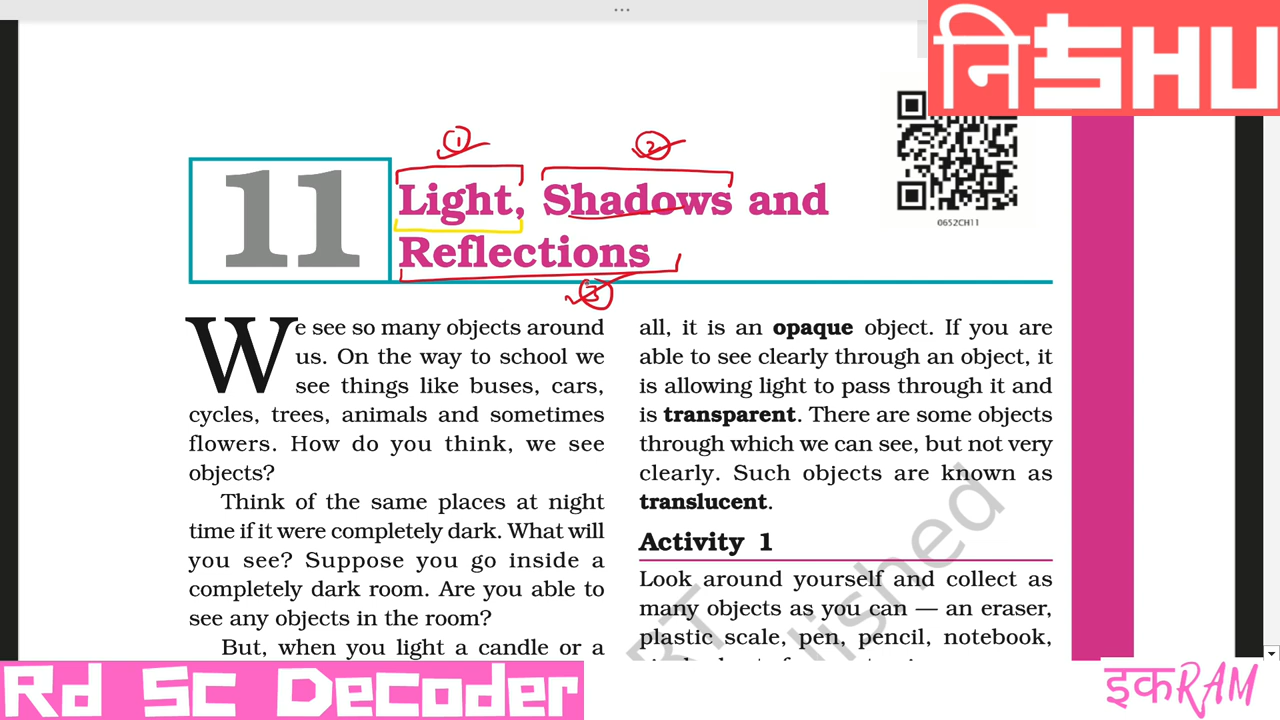 ...
निSHU
①
②
11
Light, Shadows and
Reflections
③
0652CH11
We see so many objects around
us. On the way to school we
see things like buses, cars,
cycles, trees, animals and sometimes
flowers. How do you think, we see
objects?
Think of the same places at night
time if it were completely dark. What will
you see? Suppose you go inside a
completely dark room. Are you able to
see any objects in the room?
But, when you light a candle or a
all, it is an opaque object. If you are
able to see clearly through an object, it
is allowing light to pass through it and
is transparent. There are some objects
through which we can see, but not very
clearly. Such objects are known as
translucent.
Activity 1
Look around yourself and collect as
many objects as you can — an eraser,
plastic scale, pen, pencil, notebook,
Rd Sc Decoder
इकRAM